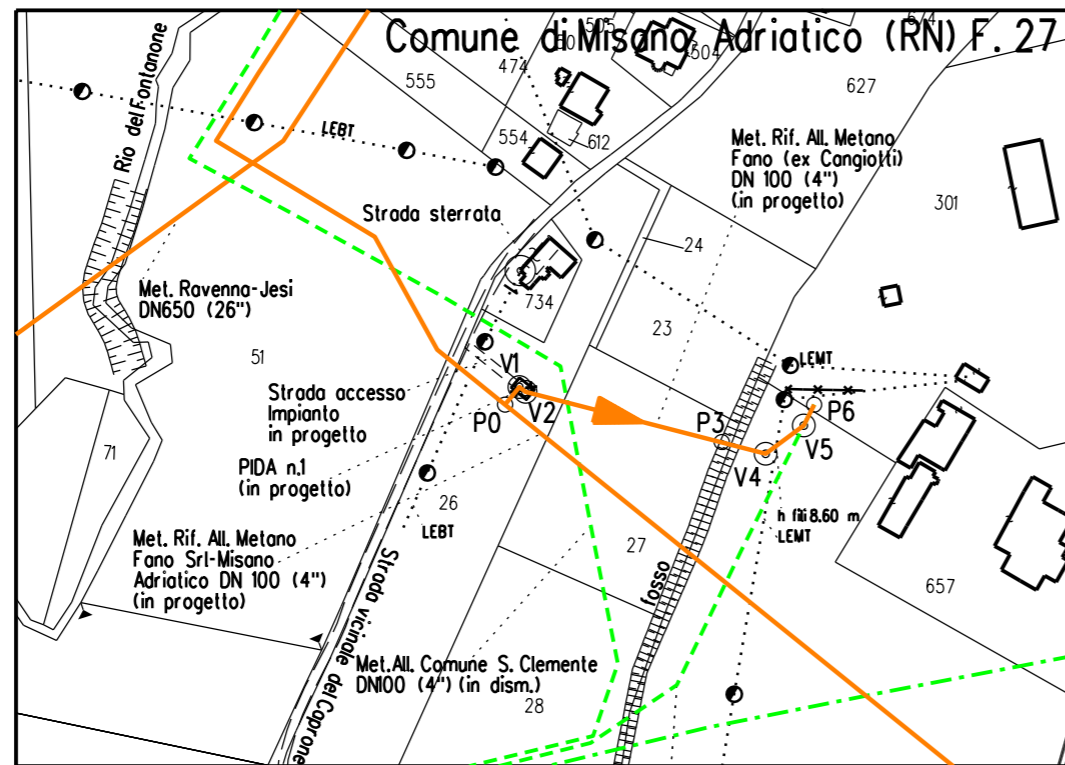 Comune di Misano Adriatico (RN) F. 27
505
504
474
555
554
612
627
Rio del Fontanone
LEBT
Met. Rif. All. Metano
Fano (ex Cangiotti)
DN 100 (4")
(in progetto)
301
Strada sterrata
24
734
23
Met. Ravenna-Jesi
DN650 (26")
51
LEMT
V1
V2
P0
P3
V4
V5
P6
Strada accesso
Impianto
in progetto
71
PIDA n.1
(in progetto)
26
LEBT
h fili 8.60 m
LEMT
Met. Rif. All. Metano
Fano Srl-Misano
Adriatico DN 100 (4")
(in progetto)
27
fosso
657
Strada vicinale del Caprone
Met.All. Comune S. Clemente
DN100 (4") (in dism.)
28